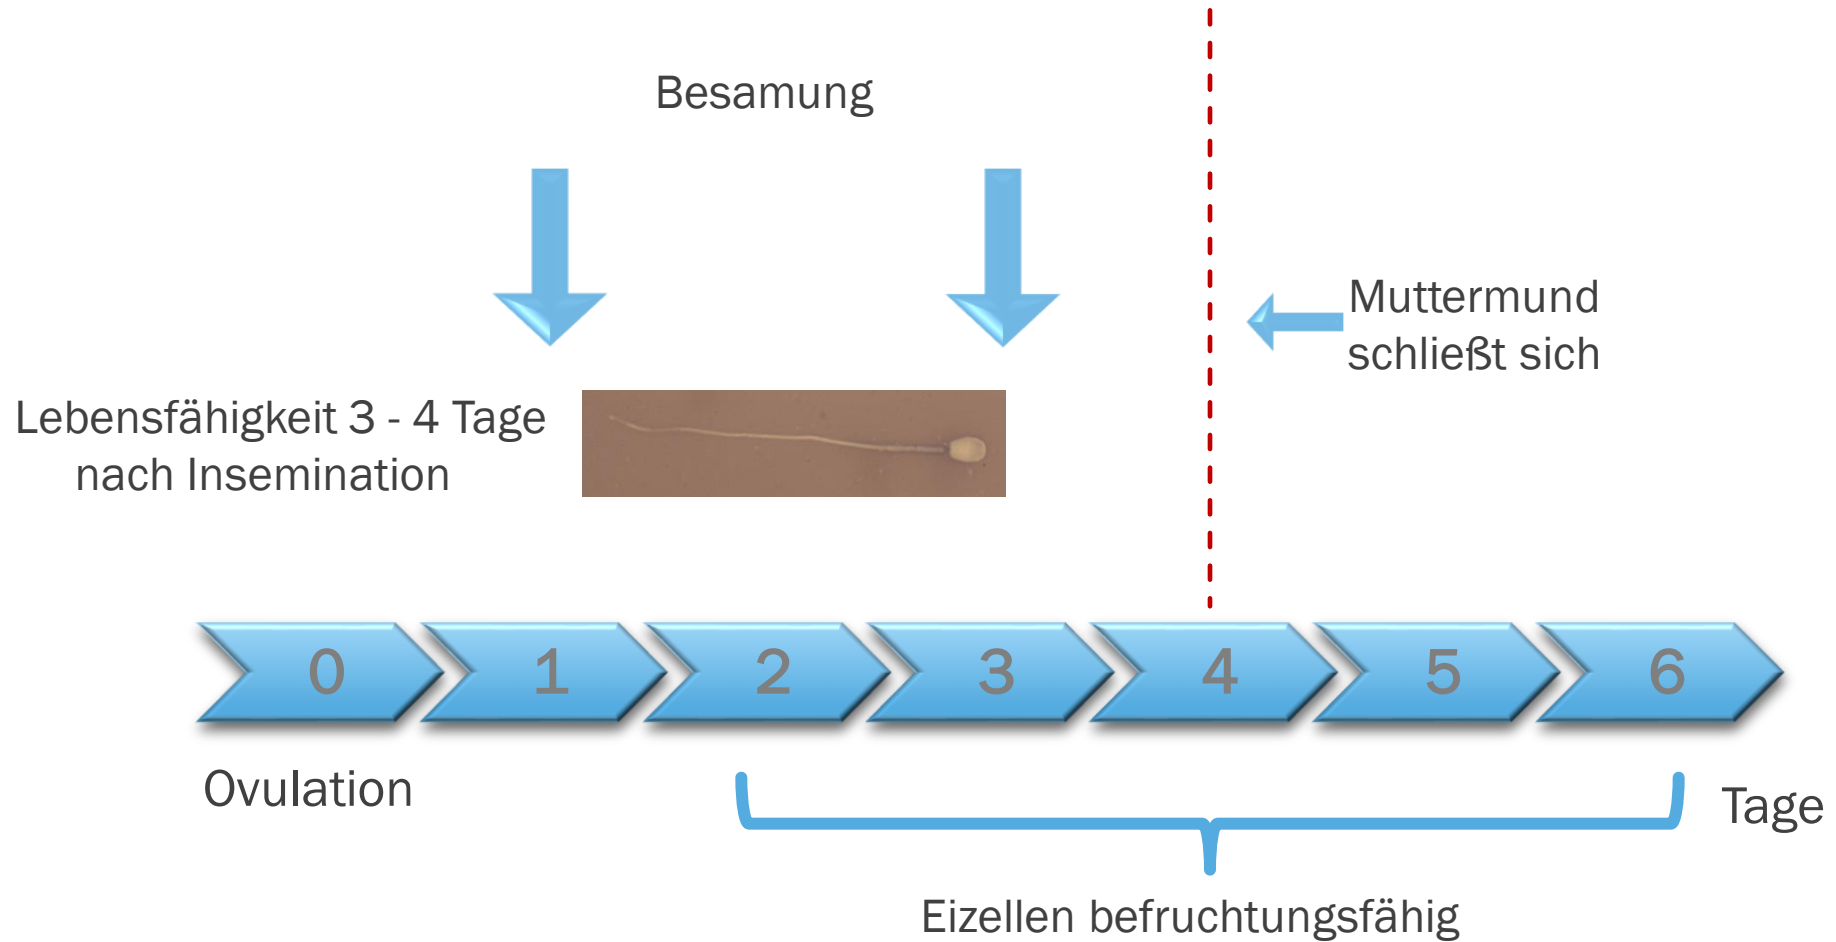 Besamung
Muttermund
schließt sich
Lebensfähigkeit 3 - 4 Tage
nach Insemination
0 1 2 3 4 5 6
Ovulation
Tage
Eizellen befruchtungsfähig